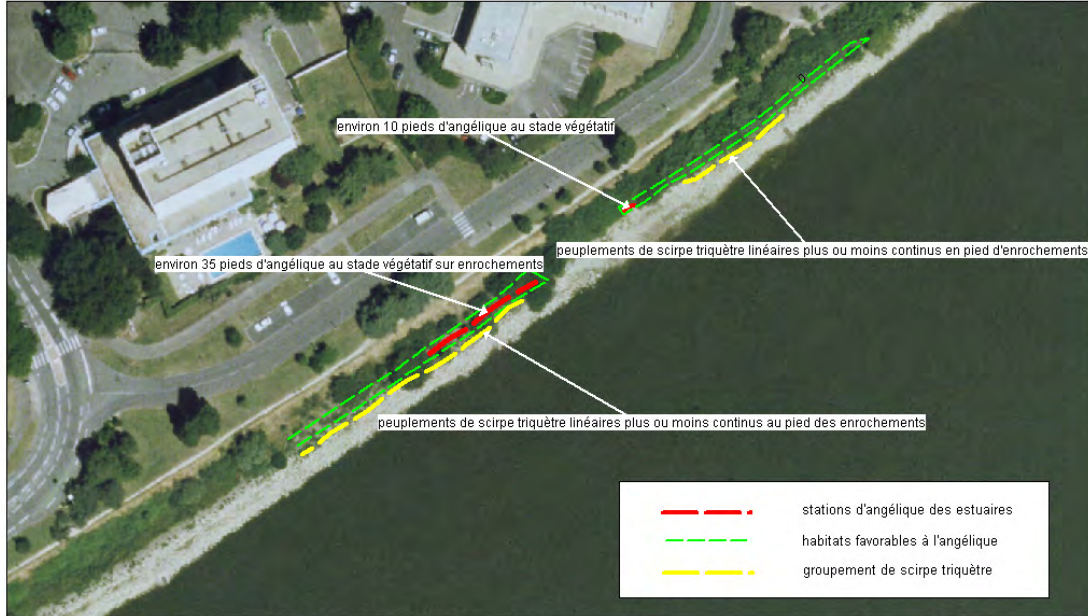 environ 10 pieds d'angélique au stade végétatif
peuplements de scirpe triquètre linéaires plus ou moins continus en pied d'enrochements
environ 35 pieds d'angélique au stade végétatif sur enrochements
peuplements de scirpe triquètre linéaires plus ou moins continus au pied des enrochements
stations d'angélique des estuaires
habitats favorables à l'angélique
groupement de scirpe triquètre